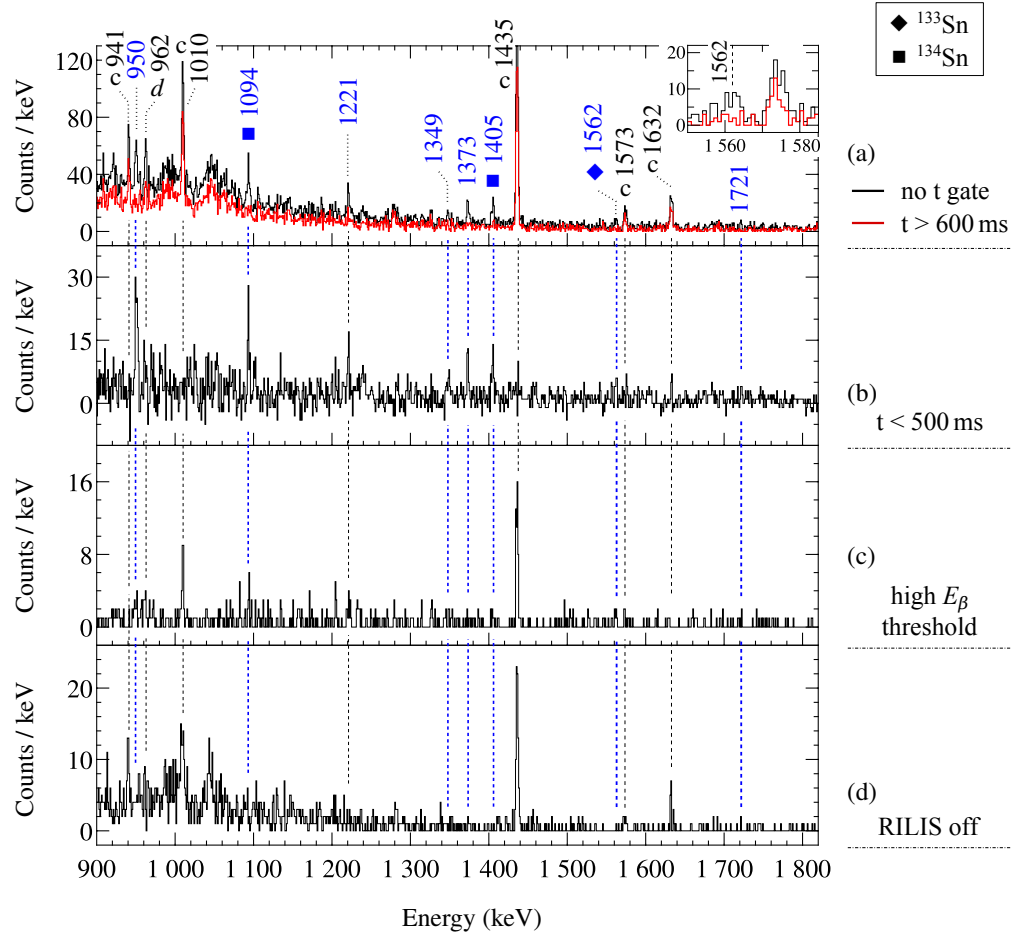 ¹³³Sn
¹³⁴Sn
c 941
950
d 962
c
1010
1094
1221
1349
1373
1405
c 1435
1562
c 1573
c 1632
1721
Counts / keV
120
80
40
0
1562
20
10
0
1 560
1 580
(a)
no t gate
t > 600 ms
Counts / keV
30
15
0
(b)
t < 500 ms
Counts / keV
16
8
0
(c)
high Eβ
threshold
Counts / keV
20
10
0
(d)
RILIS off
900
1 000
1 100
1 200
1 300
1 400
1 500
1 600
1 700
1 800
Energy (keV)